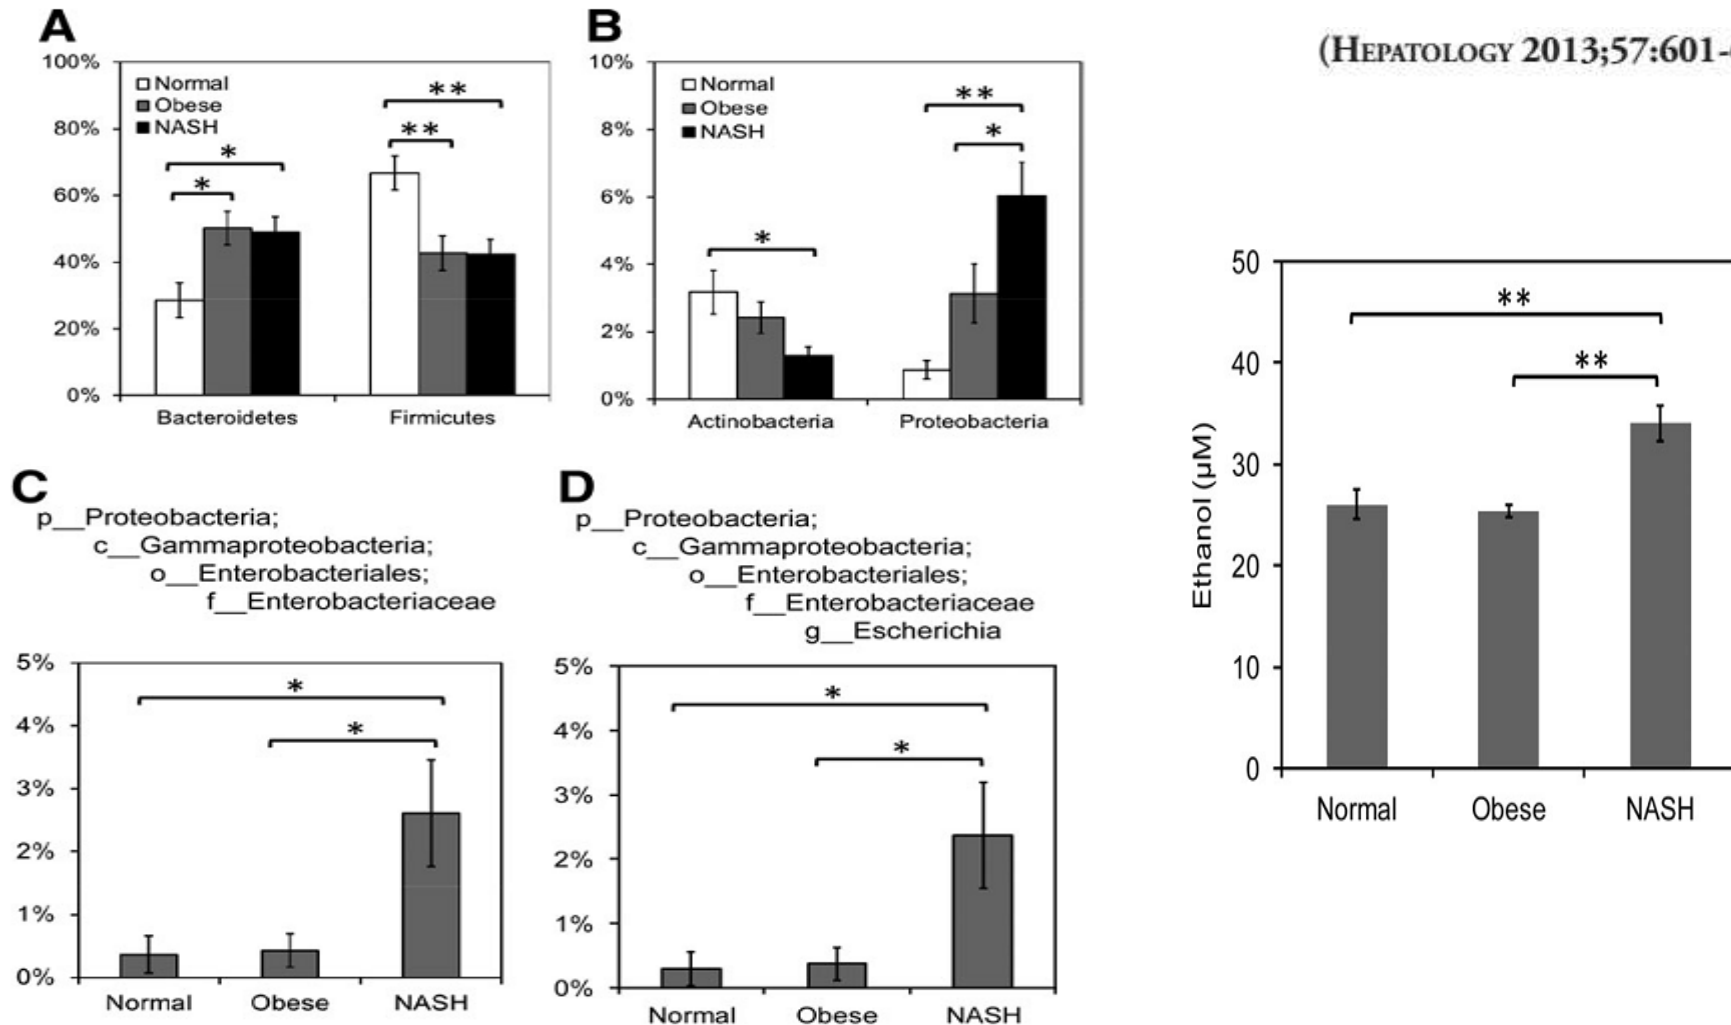 A
100%
80%
60%
40%
20%
0%
Normal
Obese
NASH
*
*
**
**
Bacteroidetes
Firmicutes
B
10%
8%
6%
4%
2%
0%
Normal
Obese
NASH
*
**
*
Actinobacteria
Proteobacteria
(HEPATOLOGY 2013;57:601-
C
p__Proteobacteria;
c__Gammaproteobacteria;
o__Enterobacteriales;
f__Enterobacteriaceae
5%
4%
3%
2%
1%
0%
*
*
Normal
Obese
NASH
D
p__Proteobacteria;
c__Gammaproteobacteria;
o__Enterobacteriales;
f__Enterobacteriaceae
g__Escherichia
5%
4%
3%
2%
1%
0%
*
*
Normal
Obese
NASH
Ethanol (µM)
50
40
30
20
10
0
**
**
Normal
Obese
NASH